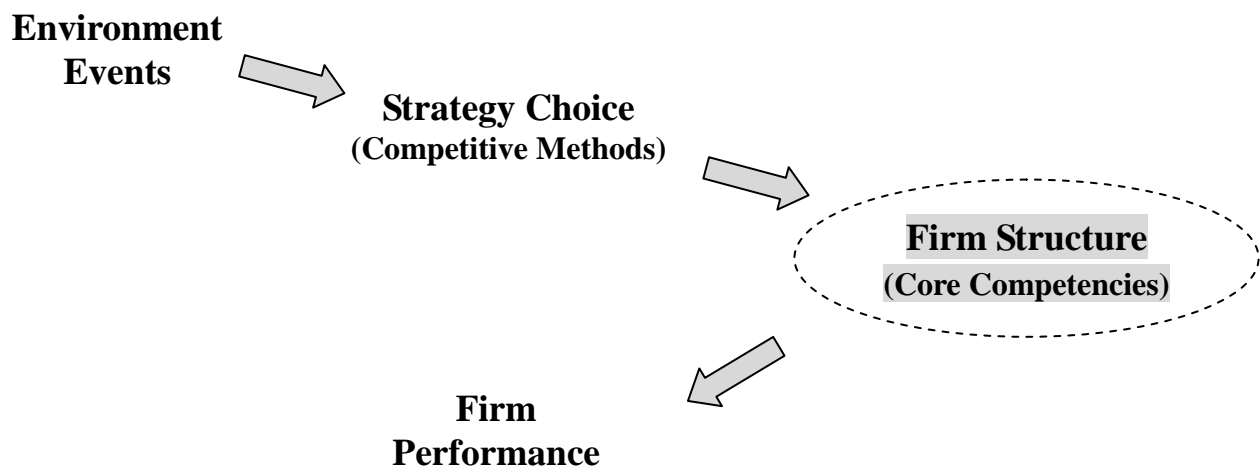 Environment
Events
Strategy Choice
(Competitive Methods)
Firm Structure
(Core Competencies)
Firm
Performance